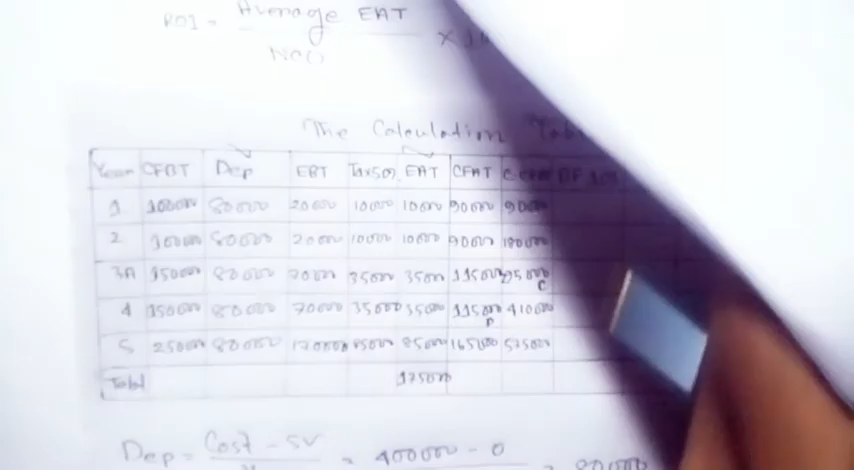 ROI = Average EAT
NCO
×
The Calculation Tab
Year CFBT Dep EBT Tax50% EAT CFAT
1 100000 80000 20000 10000 10000 90000 90000
2 100000 80000 20000 10000 10000 90000 180000
3A 150000 80000 70000 35000 35000 115000 295000
C
4 150000 80000 70000 35000 35000 115000 410000
D
5 250000 80000 170000 85000 85000 165000 575000
Total 175000
Dep = Cost - SV = 400000 - 0 = 80000